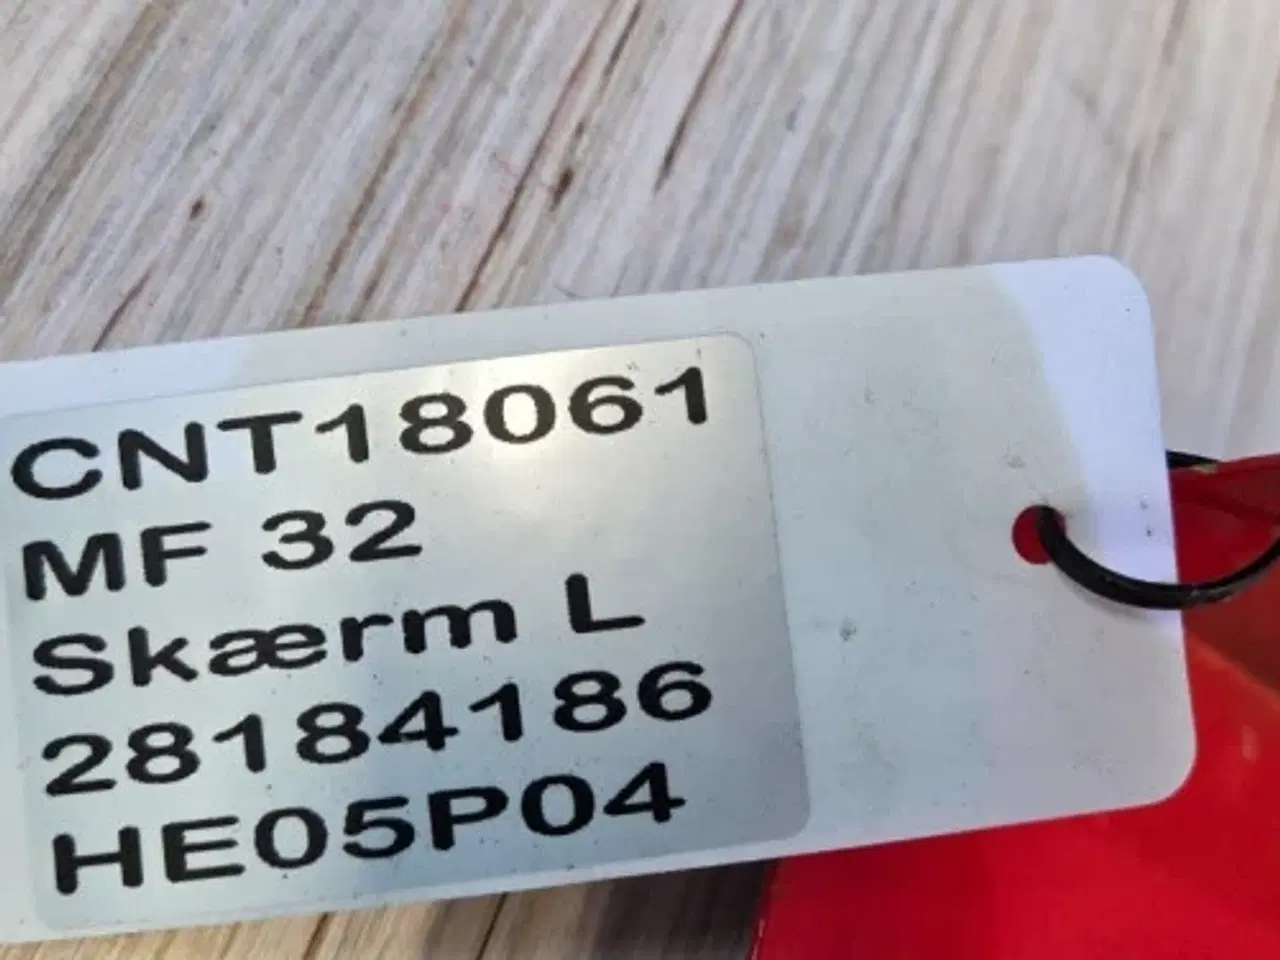 CNT18061
MF 32
Skærm L
28184186
HE05P04